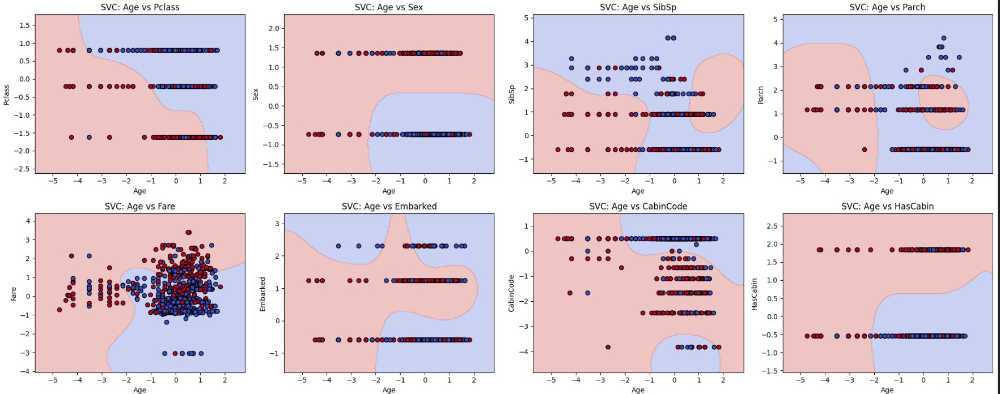 SVC: Age vs Pclass
SVC: Age vs Sex
SVC: Age vs SibSp
SVC: Age vs Parch
1.5
1.0
0.5
0.0
−0.5
−1.0
−1.5
−2.0
−2.5
Pclass
−5 −4 −3 −2 −1 0 1 2
Age
2.0
1.5
1.0
0.5
0.0
−0.5
−1.0
−1.5
Sex
−5 −4 −3 −2 −1 0 1 2
Age
5
4
3
2
1
0
−1
SibSp
−5 −4 −3 −2 −1 0 1 2
Age
5
4
3
2
1
0
−1
Parch
−5 −4 −3 −2 −1 0 1 2
Age
SVC: Age vs Fare
SVC: Age vs Embarked
SVC: Age vs CabinCode
SVC: Age vs HasCabin
4
3
2
1
0
−1
−2
−3
−4
Fare
−5 −4 −3 −2 −1 0 1 2
Age
3
2
1
0
−1
Embarked
−5 −4 −3 −2 −1 0 1 2
Age
1
0
−1
−2
−3
−4
CabinCode
−5 −4 −3 −2 −1 0 1 2
Age
2.5
2.0
1.5
1.0
0.5
0.0
−0.5
−1.0
−1.5
HasCabin
−5 −4 −3 −2 −1 0 1 2
Age